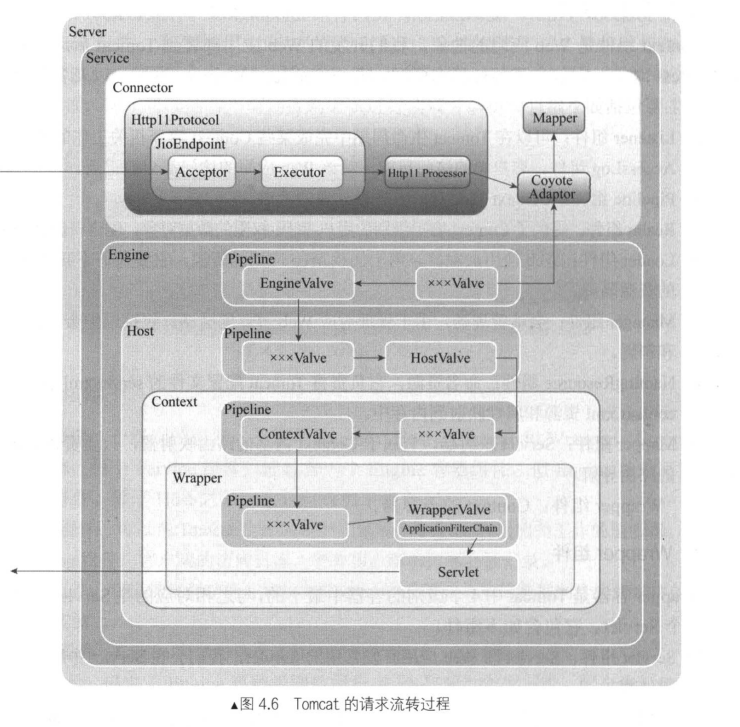 Server
Service
Connector
Http11Protocol
Mapper
JioEndpoint
Acceptor
Executor
Http11 Processor
Coyote
Adaptor
Engine
Pipeline
EngineValve
×××Valve
Host
Pipeline
×××Valve
HostValve
Context
Pipeline
ContextValve
×××Valve
Wrapper
Pipeline
×××Valve
WrapperValve
ApplicationFilterChain
Servlet
▲图 4.6 Tomcat 的请求流转过程